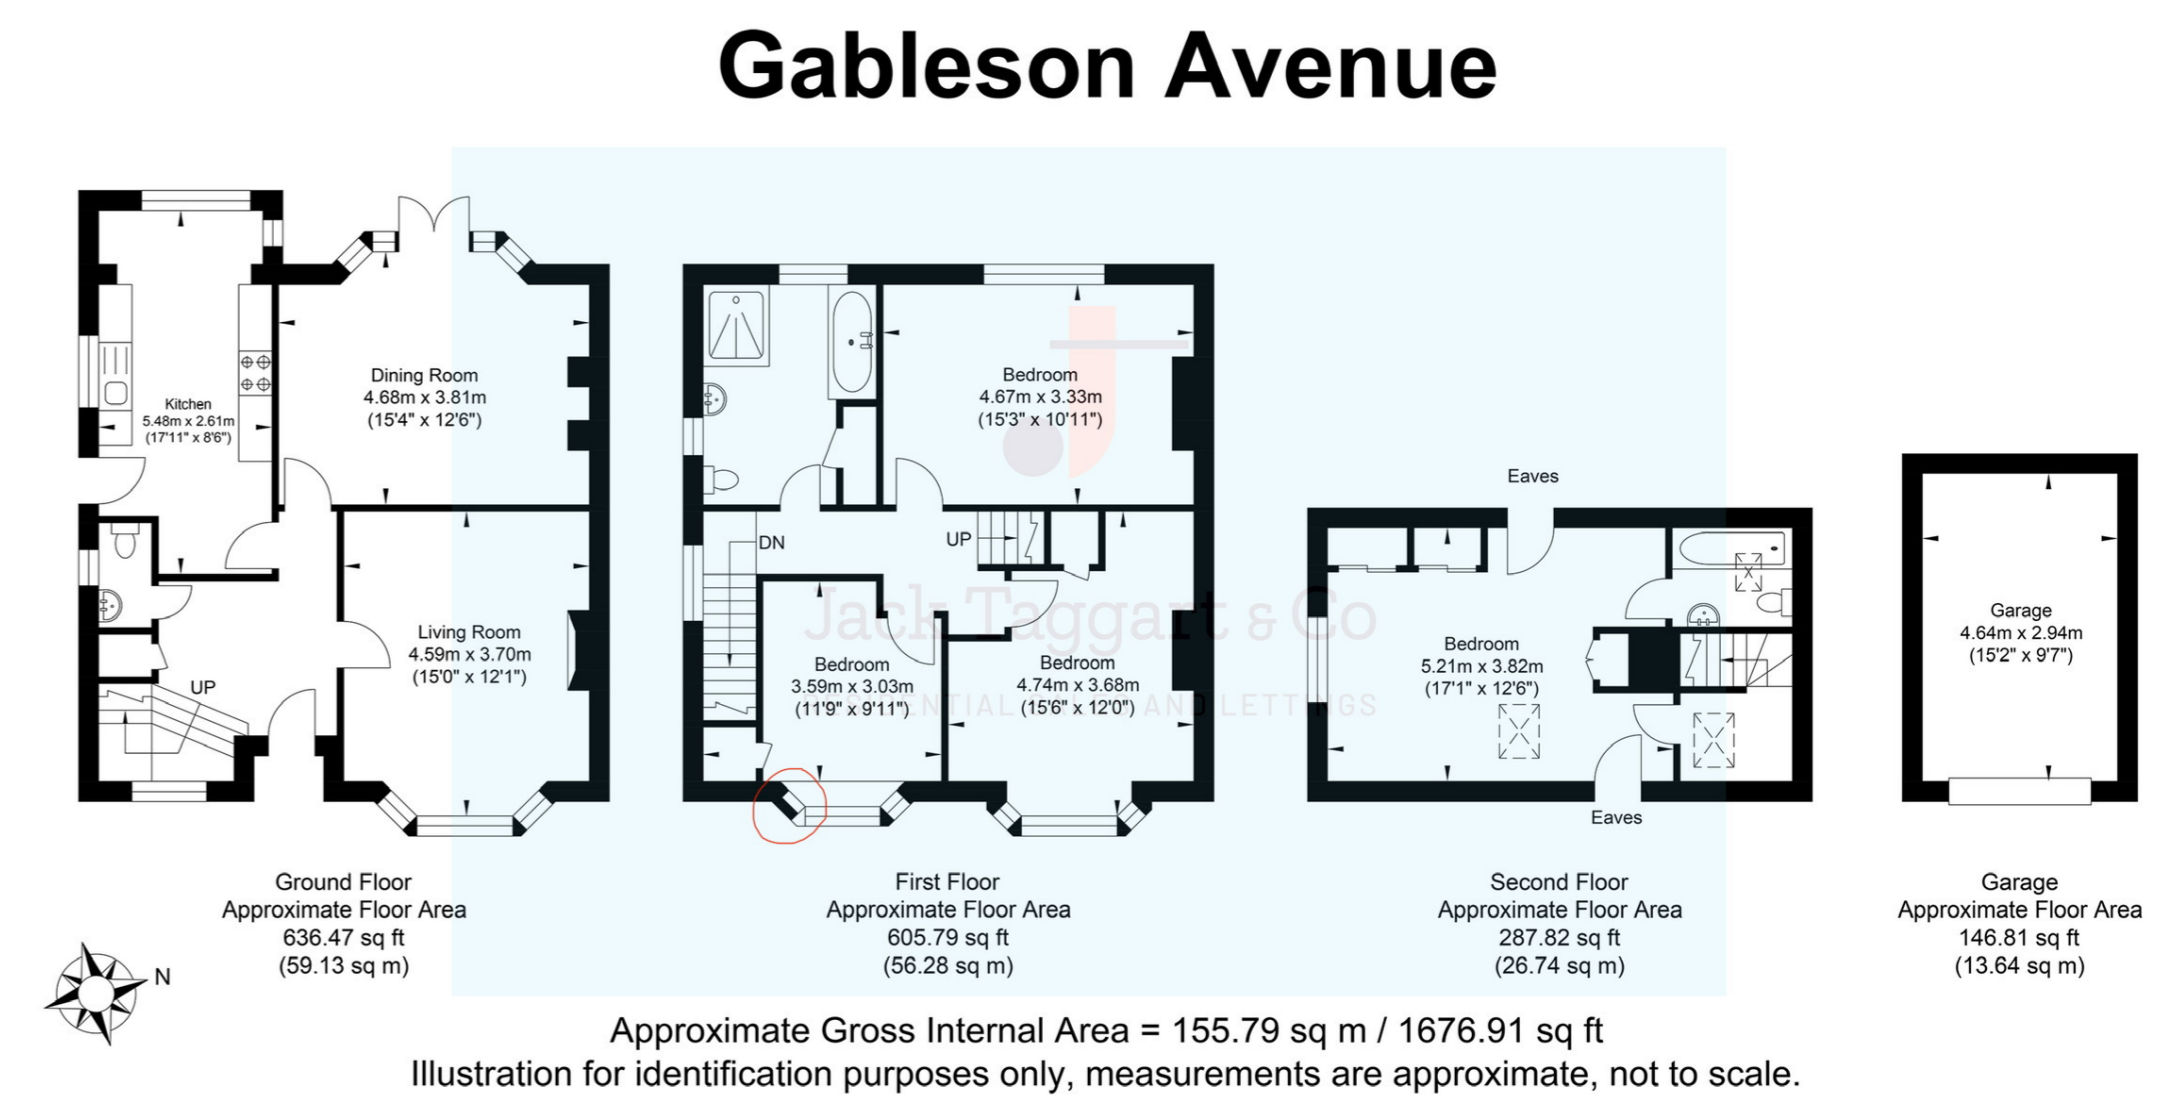 Gableson Avenue
Kitchen
5.48m x 2.61m
(17'11" x 8'6")
Dining Room
4.68m x 3.81m
(15'4" x 12'6")
Living Room
4.59m x 3.70m
(15'0" x 12'1")
UP
Ground Floor
Approximate Floor Area
636.47 sq ft
(59.13 sq m)
N
Bedroom
4.67m x 3.33m
(15'3" x 10'11")
DN
UP
Jack Taggart & Co
RESIDENTIAL SALES AND LETTINGS
Bedroom
3.59m x 3.03m
(11'9" x 9'11")
Bedroom
4.74m x 3.68m
(15'6" x 12'0")
First Floor
Approximate Floor Area
605.79 sq ft
(56.28 sq m)
Eaves
Bedroom
5.21m x 3.82m
(17'1" x 12'6")
Eaves
Second Floor
Approximate Floor Area
287.82 sq ft
(26.74 sq m)
Garage
4.64m x 2.94m
(15'2" x 9'7")
Garage
Approximate Floor Area
146.81 sq ft
(13.64 sq m)
Approximate Gross Internal Area = 155.79 sq m / 1676.91 sq ft
Illustration for identification purposes only, measurements are approximate, not to scale.